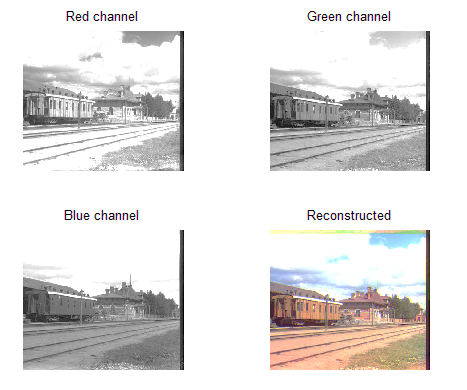 Red channel
Green channel
Blue channel
Reconstructed